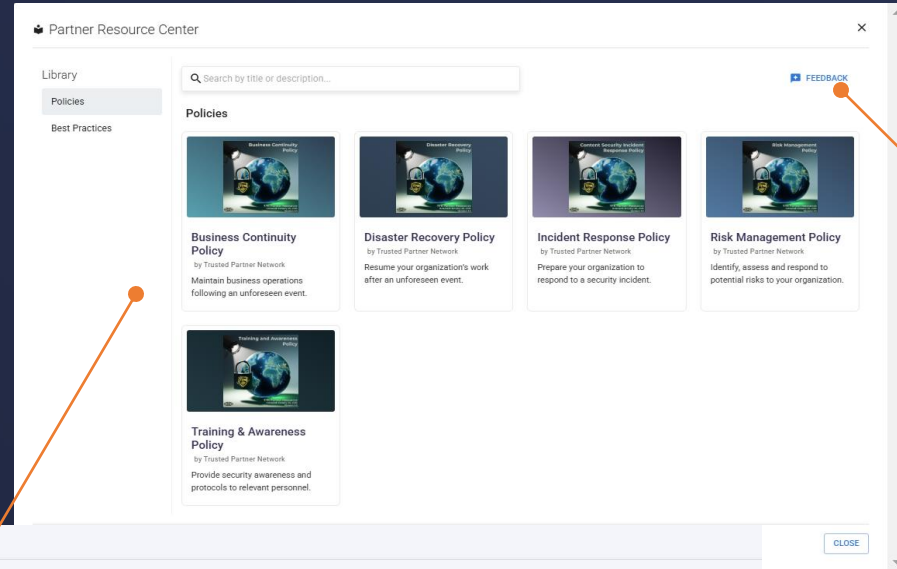 Partner Resource Center
Library
Policies
Best Practices
Search by title or description...
FEEDBACK
Policies
Business Continuity
Policy
Business Continuity
Policy
by Trusted Partner Network
Maintain business operations
following an unforeseen event.
Disaster Recovery
Policy
Disaster Recovery Policy
by Trusted Partner Network
Resume your organization's work
after an unforeseen event.
Content Security Incident
Response Policy
Incident Response Policy
by Trusted Partner Network
Prepare your organization to
respond to a security incident.
Risk Management
Policy
Risk Management Policy
by Trusted Partner Network
Identify, assess and respond to
potential risks to your organization.
Training and Awareness
Policy
Training & Awareness
Policy
by Trusted Partner Network
Provide security awareness and
protocols to relevant personnel.
CLOSE